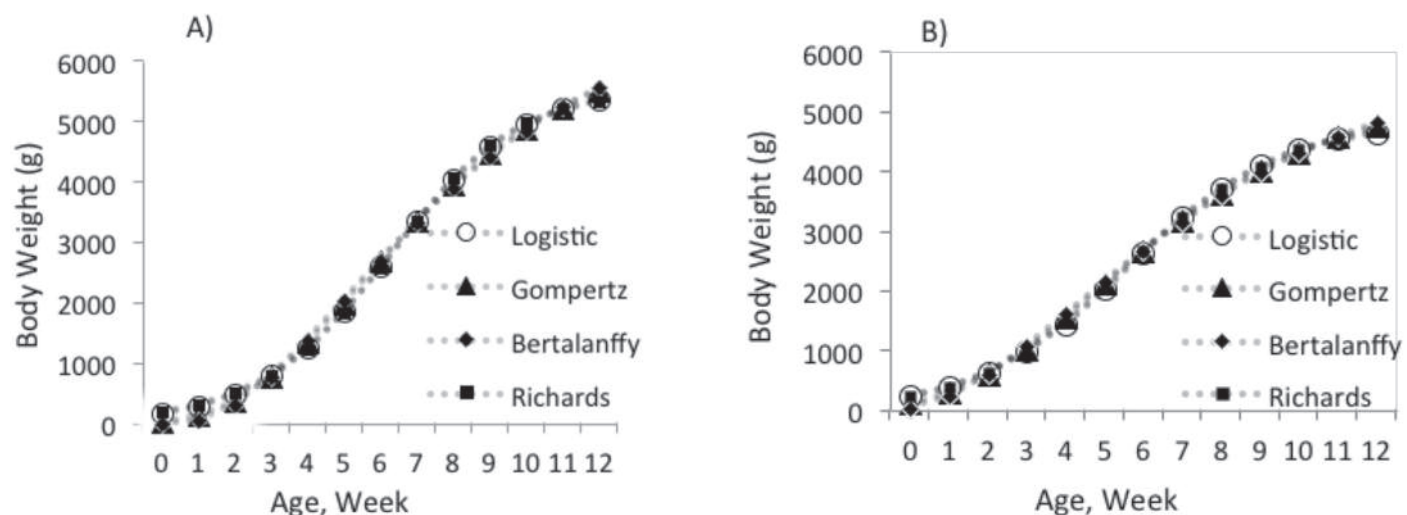 A)
Body Weight (g)
6000
5000
4000
3000
2000
1000
0
0 1 2 3 4 5 6 7 8 9 10 11 12
Age, Week
Logistic
Gompertz
Bertalanffy
Richards
B)
Body Weight (g)
6000
5000
4000
3000
2000
1000
0
0 1 2 3 4 5 6 7 8 9 10 11 12
Age, Week
Logistic
Gompertz
Bertalanffy
Richards